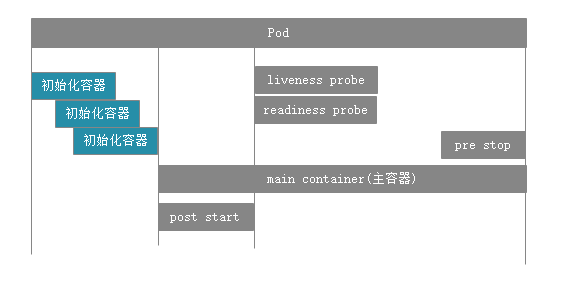 Pod
liveness probe
初始化容器
readiness probe
初始化容器
初始化容器
pre stop
main container(主容器)
post start